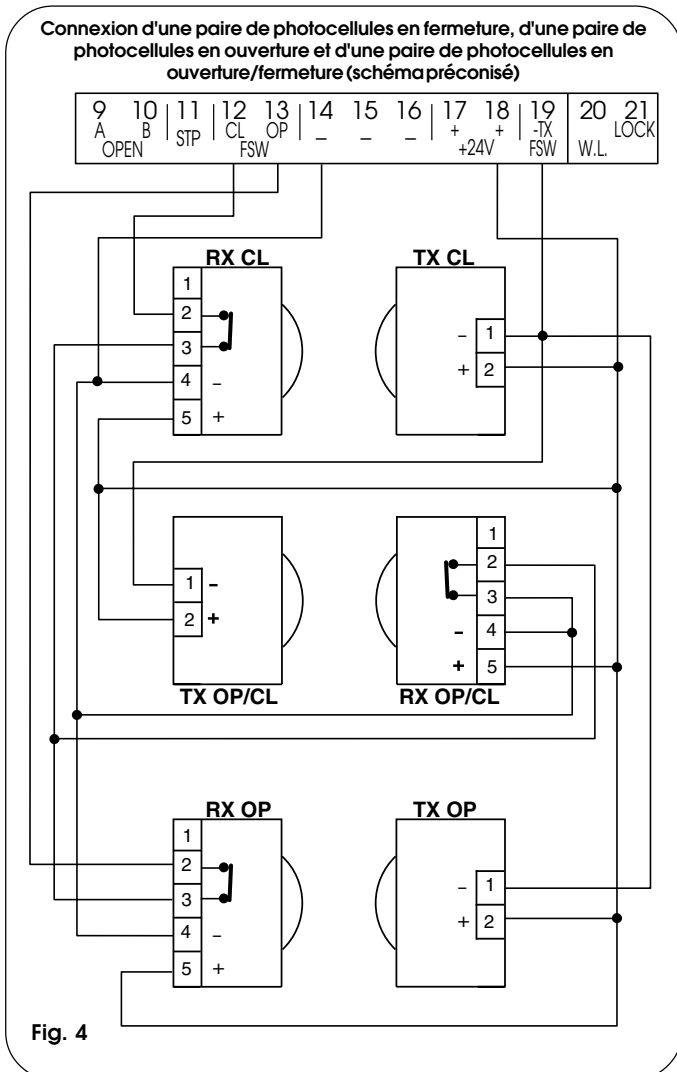 Connexion d'une paire de photocellules en fermeture, d'une paire de
photocellules en ouverture et d'une paire de photocellules en
ouverture/fermeture (schéma préconisé)
9 10 11 12 13 14 15 16 17 18 19 20 21
A B STP CL OP _ _ _ + + -TX LOCK
OPEN FSW +24V FSW W.L.
RX CL TX CL
1
2
3
4 –
5 +
– 1
+ 2
1 -
2 +
1
2
3
- 4
+ 5
TX OP/CL RX OP/CL
RX OP TX OP
1
2
3
4 –
5 +
– 1
+ 2
Fig. 4